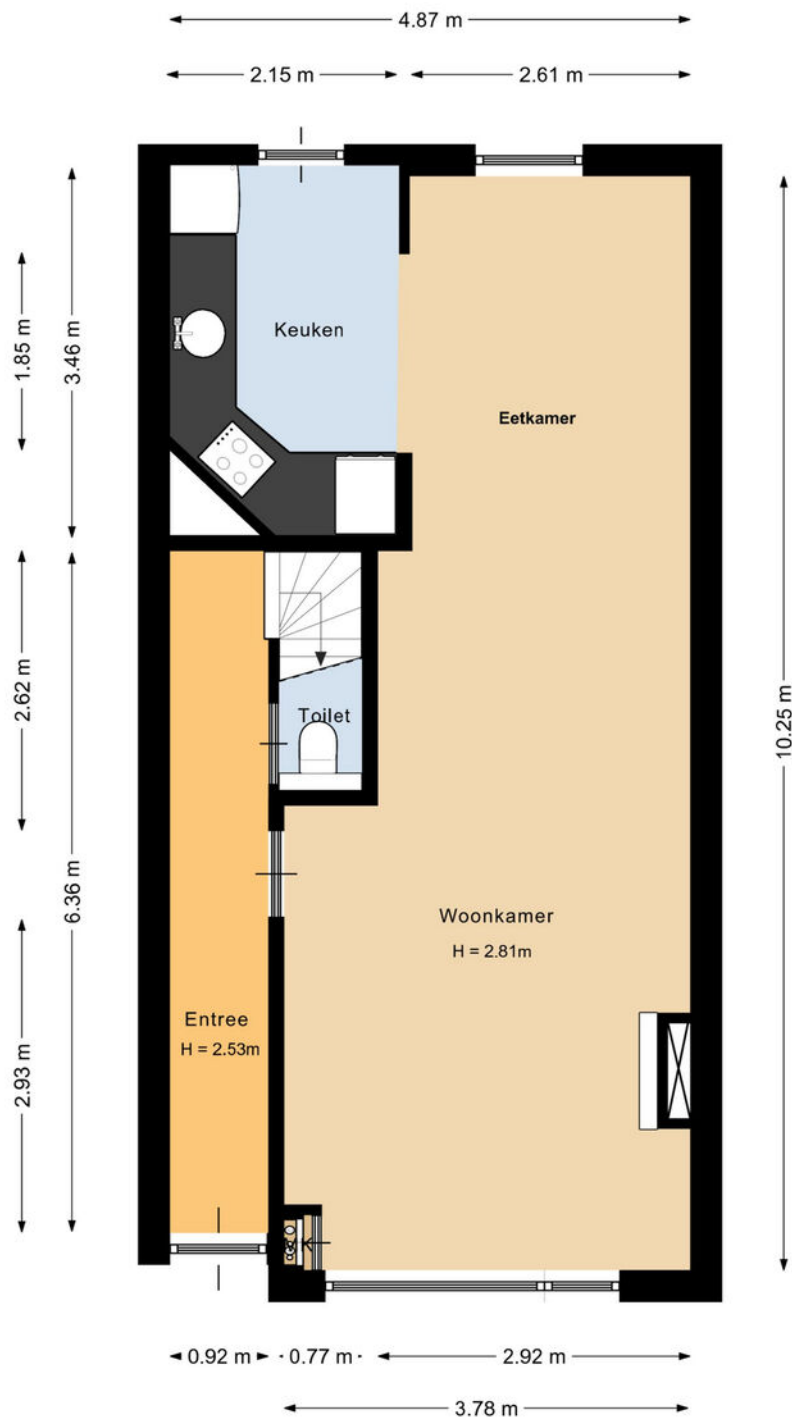 4.87 m
2.15 m
2.61 m
1.85 m
3.46 m
Keuken
Eetkamer
2.62 m
10.25 m
Toilet
6.36 m
Woonkamer
H = 2.81m
Entree
H = 2.53m
2.93 m
K
0.92 m
0.77 m
2.92 m
3.78 m